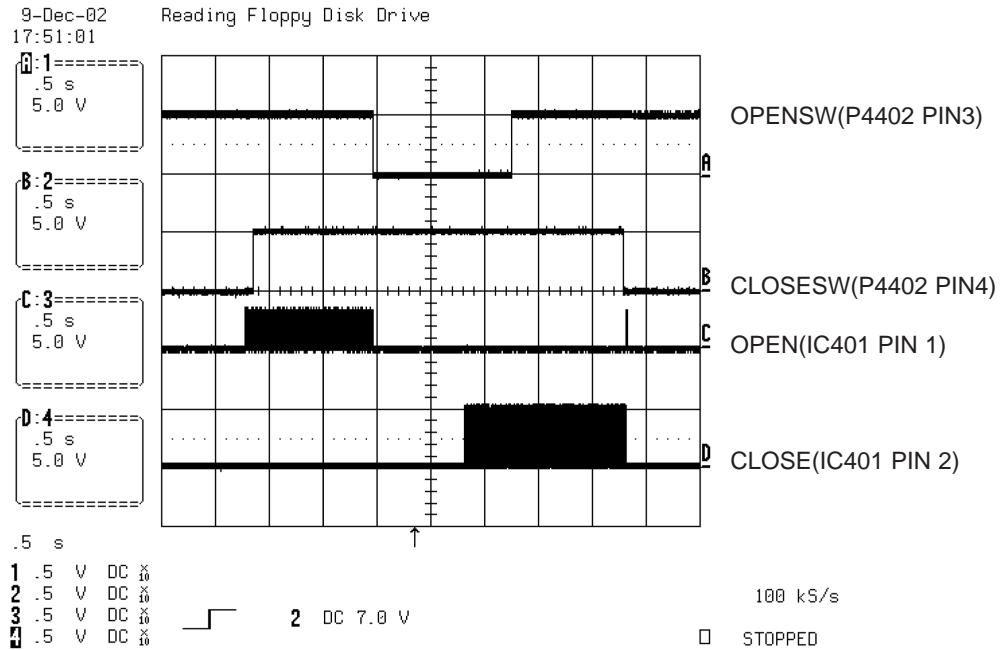 9-Dec-02
17:51:01
Reading Floppy Disk Drive
A:1
.5 s
5.0 V
B:2
.5 s
5.0 V
C:3
.5 s
5.0 V
D:4
.5 s
5.0 V
A
B
C
D
OPENSW(P4402 PIN3)
CLOSESW(P4402 PIN4)
OPEN(IC401 PIN 1)
CLOSE(IC401 PIN 2)
.5 s
1 .5 V DC x10
2 .5 V DC x10
3 .5 V DC x10
4 .5 V DC x10
2 DC 7.0 V
100 kS/s
STOPPED